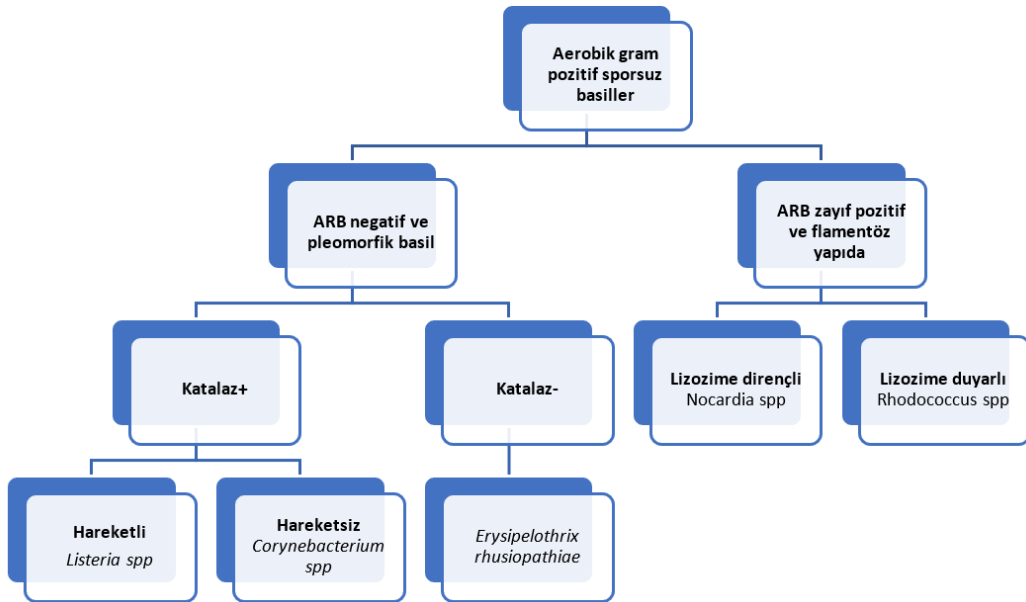 Aerobik gram
pozitif sporsuz
basiller
ARB negatif ve
pleomorfik basil
ARB zayıf pozitif
ve flamentöz
yapıda
Katalaz+
Katalaz-
Lizozime dirençli
Nocardia spp
Lizozime duyarlı
Rhodococcus spp
Hareketli
Listeria spp
Hareketsiz
Corynebacterium
spp
Erysipelothrix
rhusiopathiae